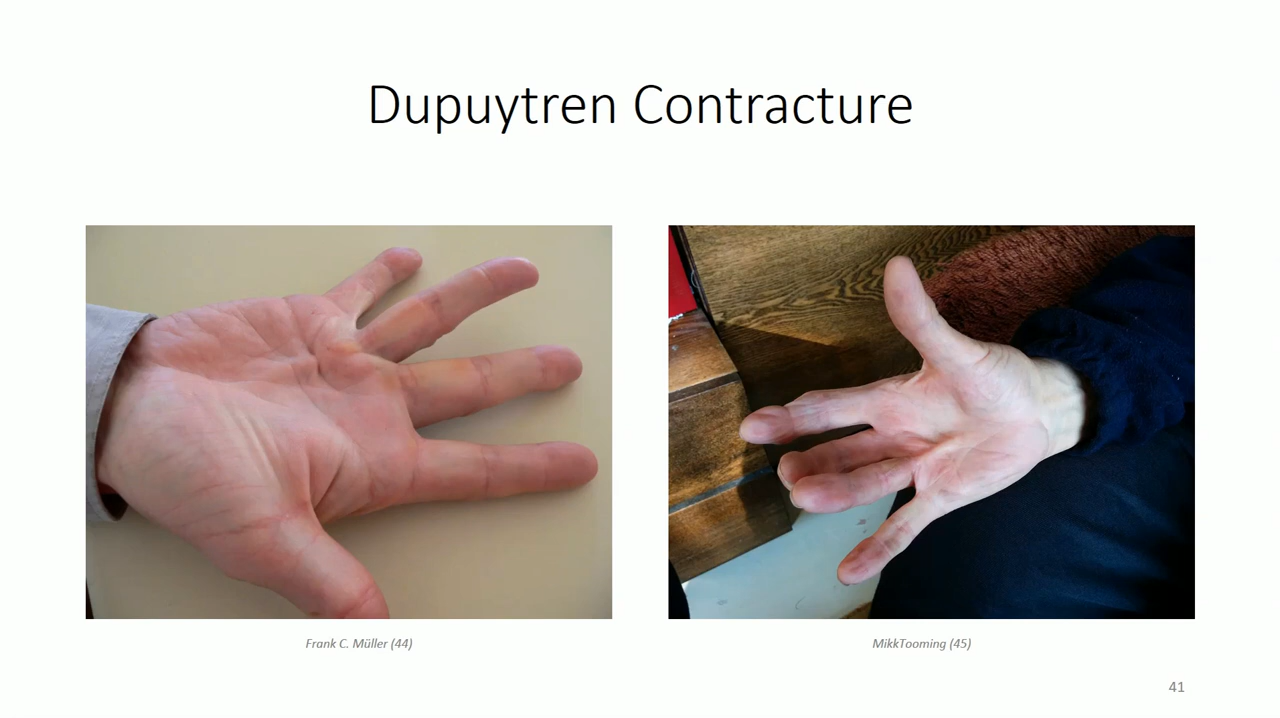 Dupuytren Contracture
Frank C. Müller (44)
MikkTooming (45)
41